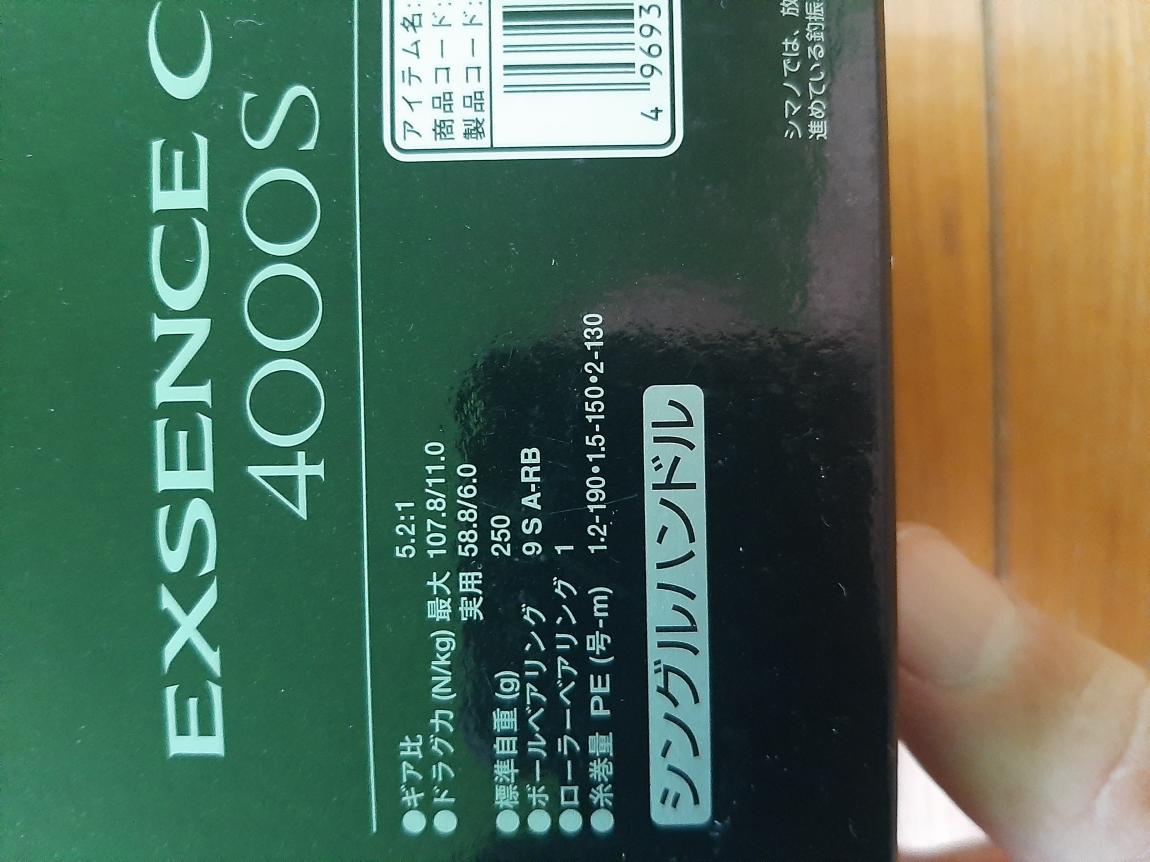 EXSENCE C
4000S
アイテム名:
商品コード:
製品コード:
4 9693
●ギア比 5.2:1
●ドラグ力 (N/kg) 最大 107.8/11.0
実用 58.8/6.0
●標準自重 (g) 250
●ボールベアリング 9 S A-RB
●ローラーベアリング 1
●糸巻量 PE (号-m) 1.2-190•1.5-150•2-130
シングルハンドル
シマノでは、放
進めている釣振